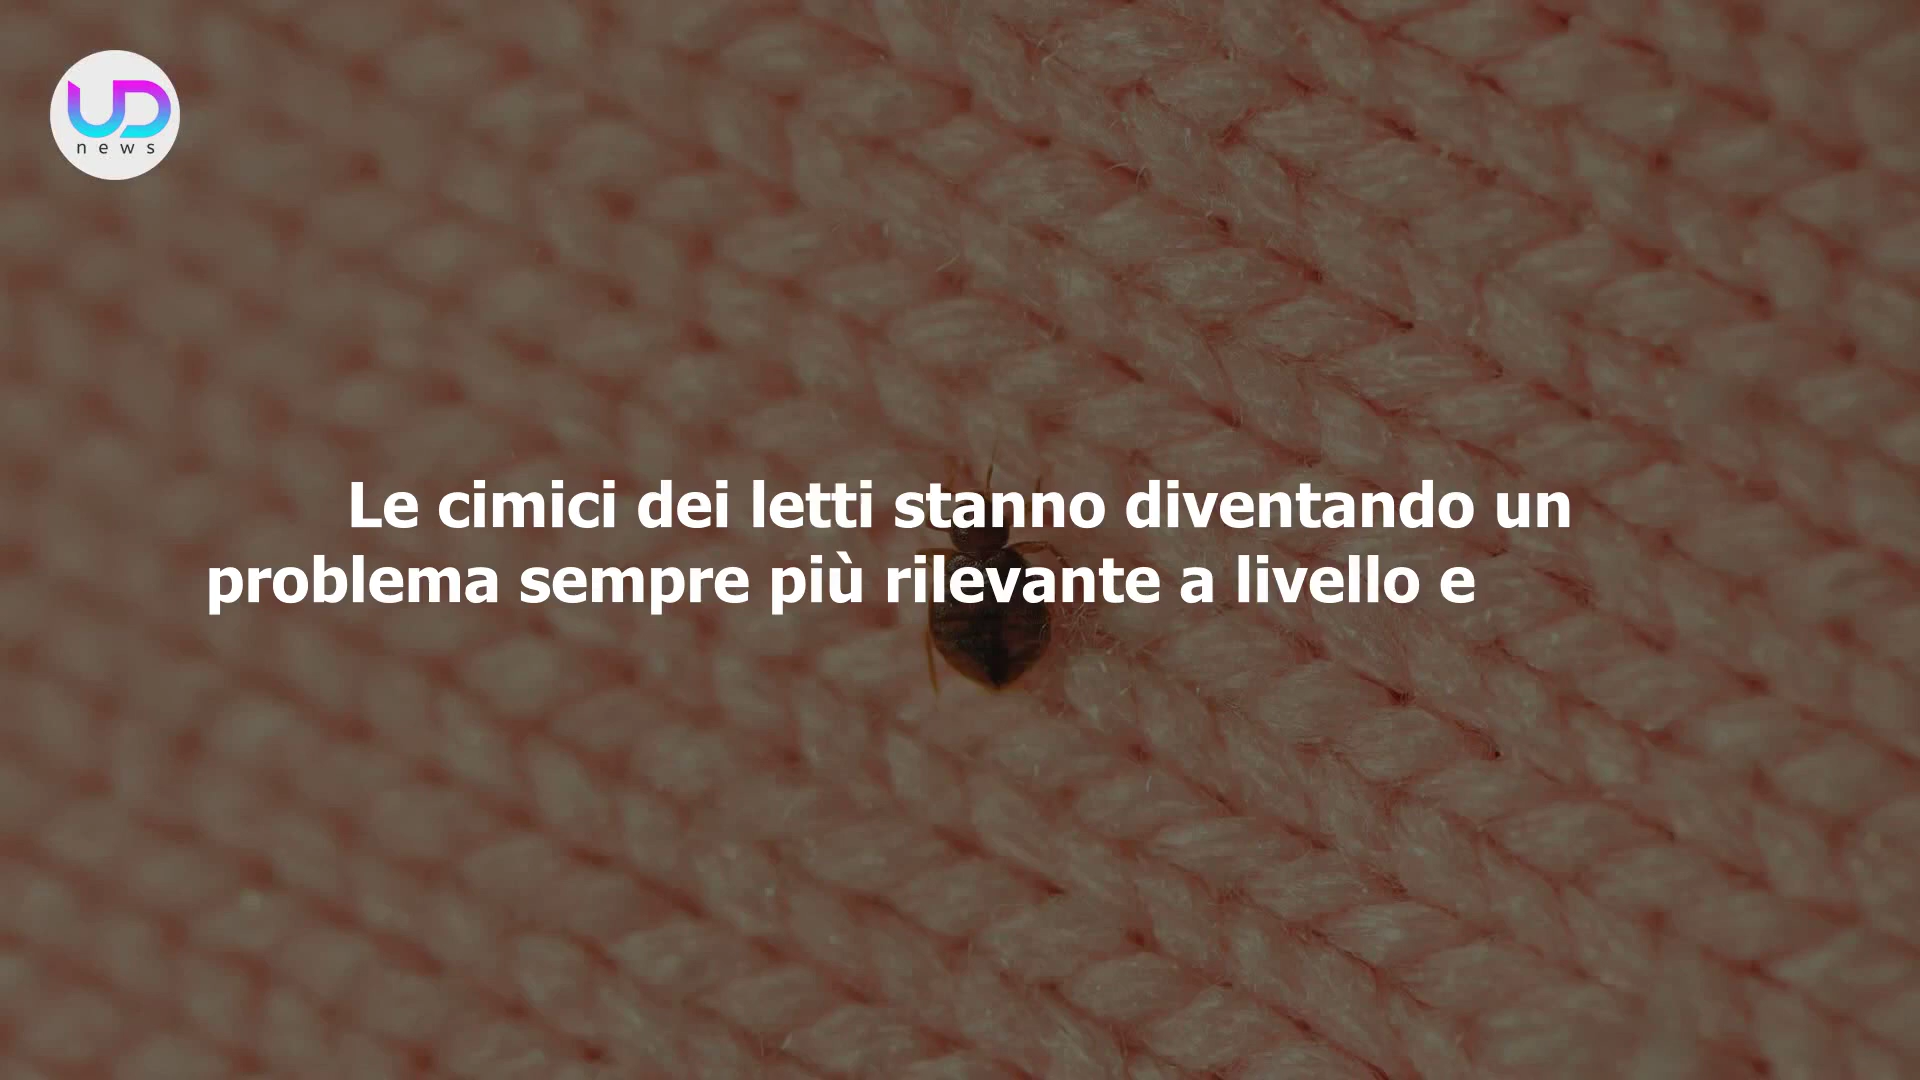 UD
news
Le cimici dei letti stanno diventando un
problema sempre più rilevante a livello e